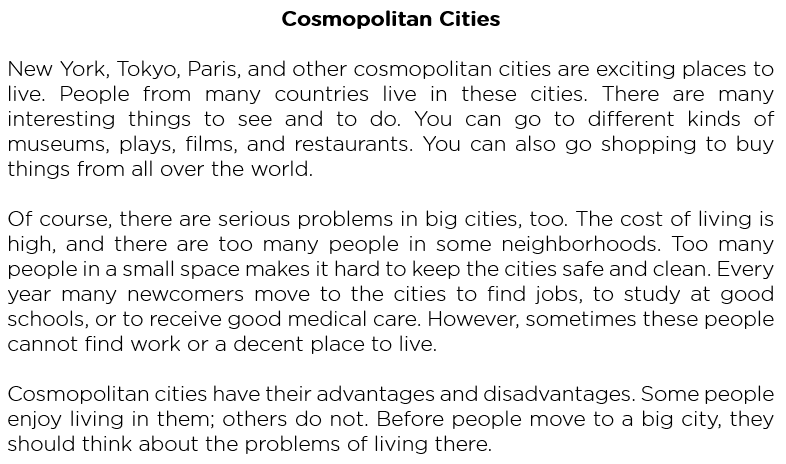 Cosmopolitan Cities
New York, Tokyo, Paris, and other cosmopolitan cities are exciting places to
live. People from many countries live in these cities. There are many
interesting things to see and to do. You can go to different kinds of
museums, plays, films, and restaurants. You can also go shopping to buy
things from all over the world.
Of course, there are serious problems in big cities, too. The cost of living is
high, and there are too many people in some neighborhoods. Too many
people in a small space makes it hard to keep the cities safe and clean. Every
year many newcomers move to the cities to find jobs, to study at good
schools, or to receive good medical care. However, sometimes these people
cannot find work or a decent place to live.
Cosmopolitan cities have their advantages and disadvantages. Some people
enjoy living in them; others do not. Before people move to a big city, they
should think about the problems of living there.